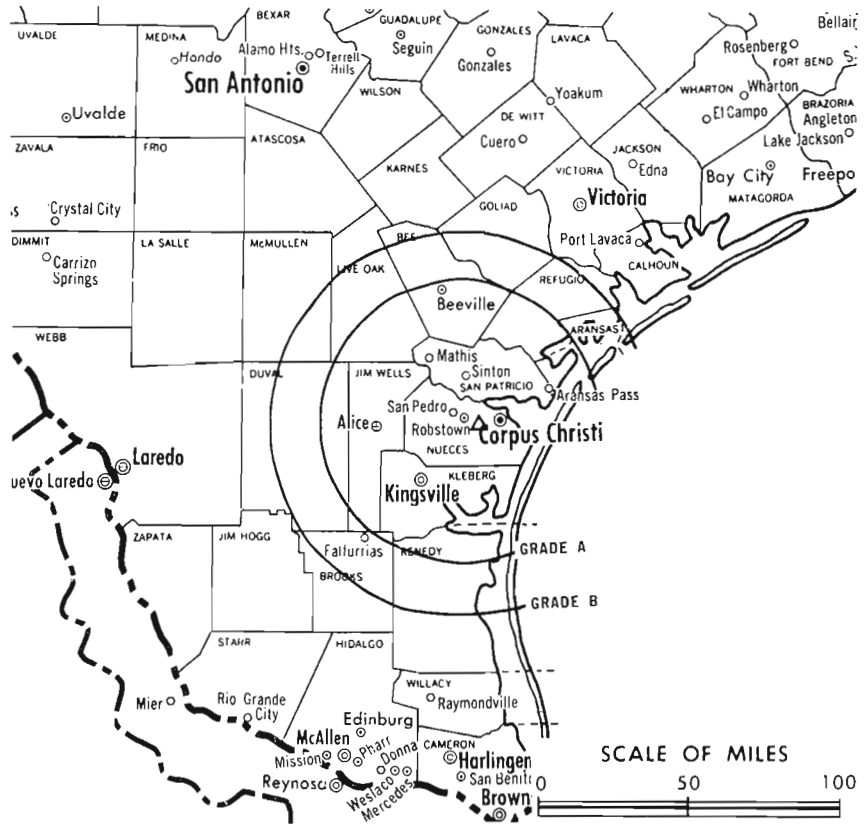 BEXAR
GUADALUPE
GONZALES
LAVACA
Bellair
UVALDE
MEDINA
Hondo
Alamo Hts.
Terrell
Hills
Seguin
Gonzales
Rosenberg
FORT BEND
San Antonio
WILSON
Yoakum
WHARTON
Wharton
BRAZORIA
Uvalde
DE WITT
El Campo
Angleton
ZAVALA
FRIO
ATASCOSA
Cuero
JACKSON
Lake Jackson
KARNES
VICTORIA
Edna
Bay City
Freepo
Victoria
MATAGORDA
SS
Crystal City
GOLIAD
DIMMIT
LA SALLE
McMULLEN
BEE
Port Lavaca
Carrizo
Springs
LIVE OAK
CALHOUN
REFUGIO
Beeville
WEBB
ARANSAS
DUVAL
JIM WELLS
Mathis
Sinton
SAN PATRICIO
Aransas Pass
San Pedro
Alice
Robstown
Corpus Christi
NUECES
Laredo
uevo Laredo
KLEBERG
Kingsville
ZAPATA
JIM HOGG
Falfurrias
RENEDY
GRADE A
BROOKS
GRADE B
STARR
HIDALGO
WILLACY
Mier
Rio Grande
City
Raymondville
Edinburg
McAllen
Pharr
CAMERON
Mission
Donna
Harlingen
Reynosa
Weslaco
Mercedes
San Benito
Brown
SCALE OF MILES
0 50 100